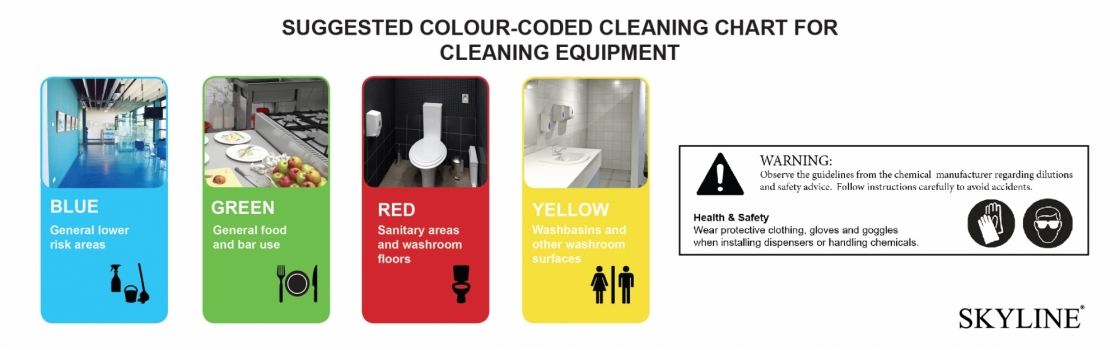 SUGGESTED COLOUR-CODED CLEANING CHART FOR
CLEANING EQUIPMENT
BLUE
General lower
risk areas
GREEN
General food
and bar use
RED
Sanitary areas
and washroom
floors
YELLOW
Washbasins and
other washroom
surfaces
WARNING:
Observe the guidelines from the chemical manufacturer regarding dilutions
and safety advice. Follow instructions carefully to avoid accidents.
Health & Safety
Wear protective clothing, gloves and goggles
when installing dispensers or handling chemicals.
SKYLINE®